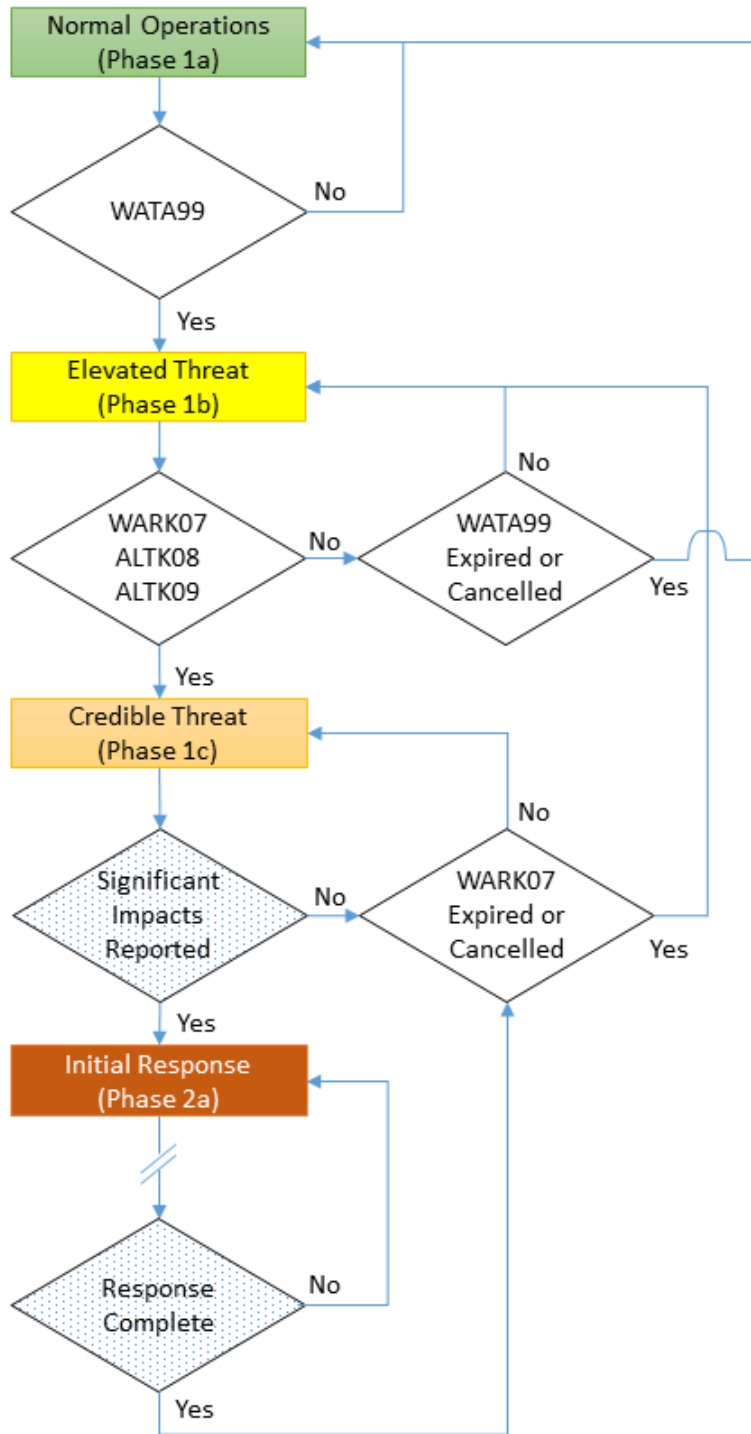 Normal Operations
(Phase 1a)
WATA99
No
Yes
Elevated Threat
(Phase 1b)
No
WARK07
ALTK08
ALTK09
No
WATA99
Expired or
Cancelled
Yes
Yes
Credible Threat
(Phase 1c)
No
Significant
Impacts
Reported
No
WARK07
Expired or
Cancelled
Yes
Yes
Initial Response
(Phase 2a)
Response
Complete
No
Yes